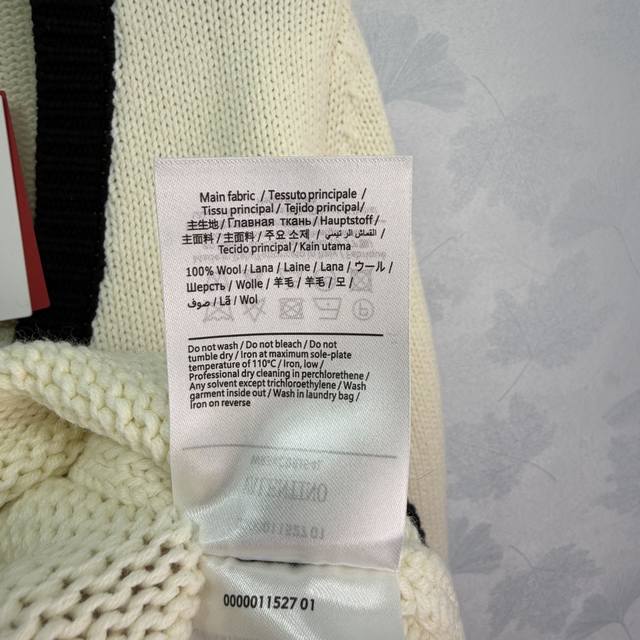 Main fabric / Tessuto principale /
Tissu principal / Tejido principal /
主生地 / Главная ткань / Hauptstoff /
主面料 / 主面料 / 주요 소재 / القماش الرئيسي /
Tecido principal / Kain utama
100% Wool / Lana / Laine / Lana / ウール /
Шерсть / Wolle / 羊毛 / 羊毛 / 모 /
صوف / Lã / Wol
Do not wash / Do not bleach / Do not
tumble dry / Iron at maximum sole-plate
temperature of 110°C / Iron, low /
Professional dry cleaning in perchlorethene /
Any solvent except trichloroethylene / Wash
garment inside out / Wash in laundry bag /
Iron on reverse
VALENTINO
0000011527 01